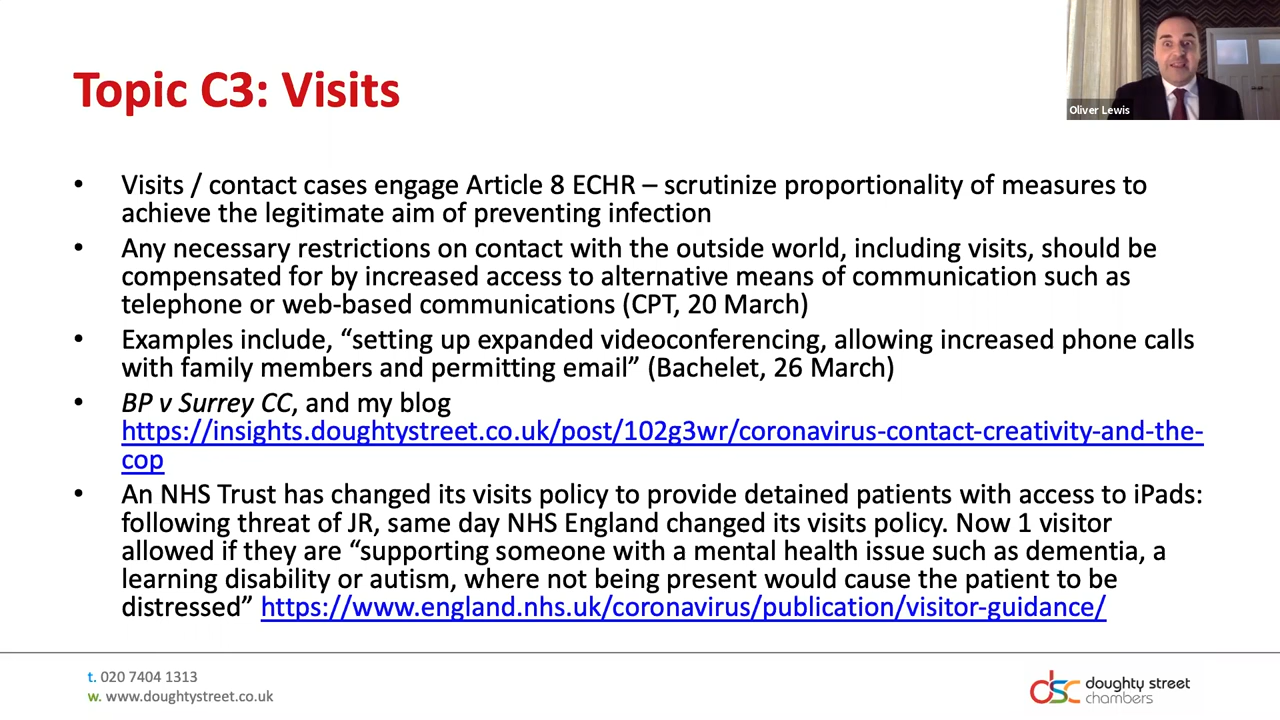 Topic C3: Visits
Oliver Lewis
• Visits / contact cases engage Article 8 ECHR – scrutinize proportionality of measures to
achieve the legitimate aim of preventing infection
• Any necessary restrictions on contact with the outside world, including visits, should be
compensated for by increased access to alternative means of communication such as
telephone or web-based communications (CPT, 20 March)
• Examples include, “setting up expanded videoconferencing, allowing increased phone calls
with family members and permitting email” (Bachelet, 26 March)
• BP v Surrey CC, and my blog
https://insights.doughtystreet.co.uk/post/102g3wr/coronavirus-contact-creativity-and-the-
cop
• An NHS Trust has changed its visits policy to provide detained patients with access to iPads:
following threat of JR, same day NHS England changed its visits policy. Now 1 visitor
allowed if they are “supporting someone with a mental health issue such as dementia, a
learning disability or autism, where not being present would cause the patient to be
distressed” https://www.england.nhs.uk/coronavirus/publication/visitor-guidance/
t. 020 7404 1313
w. www.doughtystreet.co.uk
dsc doughty street
chambers